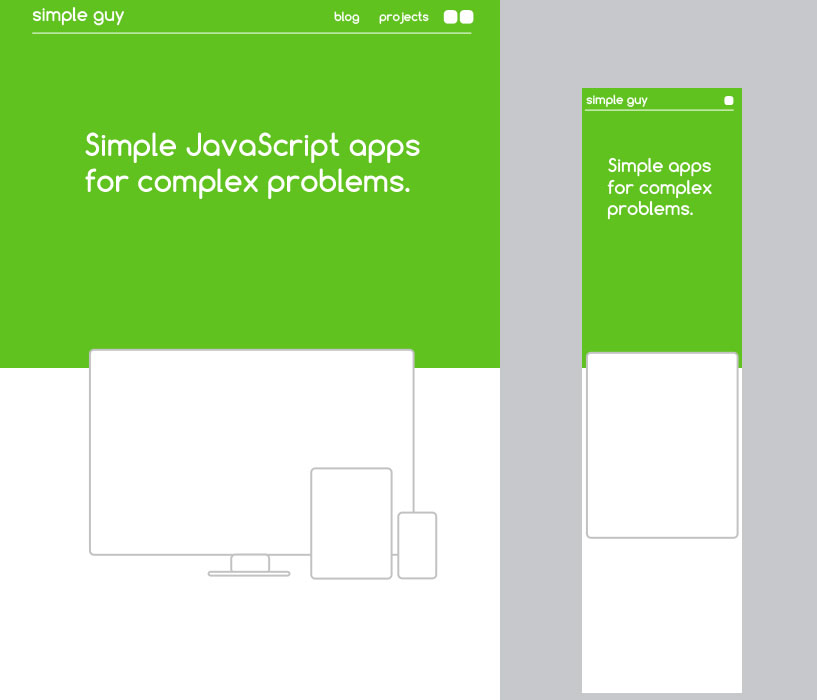 simple guy
blog projects
Simple JavaScript apps
for complex problems.
simple guy
Simple apps
for complex
problems.